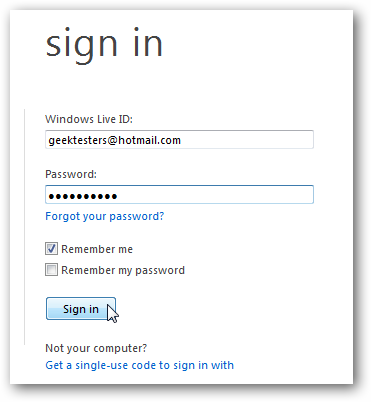 sign in
Windows Live ID:
geektesters@hotmail.com
Password:
••••••••••
Forgot your password?
Remember me
Remember my password
Sign in
Not your computer?
Get a single-use code to sign in with